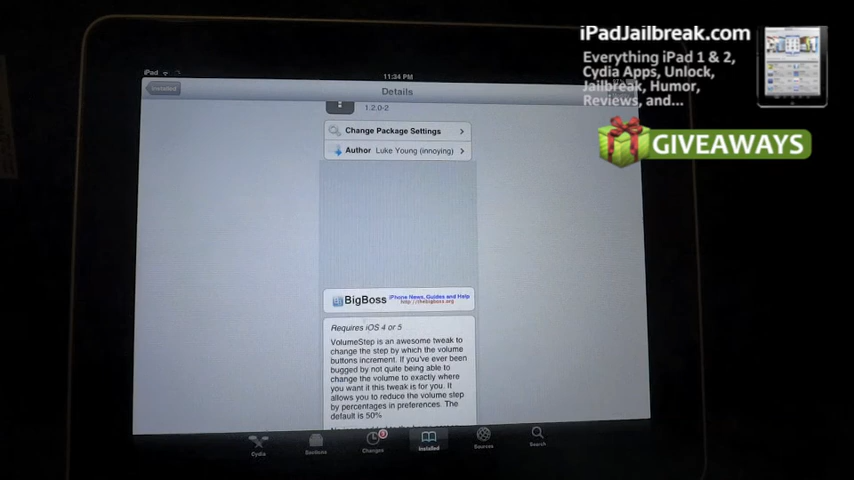 iPadJailbreak.com
Everything iPad 1 & 2,
Cydia Apps, Unlock,
Jailbreak, Humor,
Reviews, and...
GIVEAWAYS
iPad
11:34 PM
Installed
Details
1.2.0-2
Change Package Settings
Author Luke Young (innoying)
BigBoss iPhone News, Guides and Help
http://thebigboss.org
Requires iOS 4 or 5
VolumeStep is an awesome tweak to
change the step by which the volume
buttons increment. If you've ever been
bugged by not quite being able to
change the volume to exactly where
you want it this tweak is for you. It
allows you to reduce the volume step
by percentages in preferences. The
default is 50%
Cydia
Sections
Changes
Installed
Sources
Search